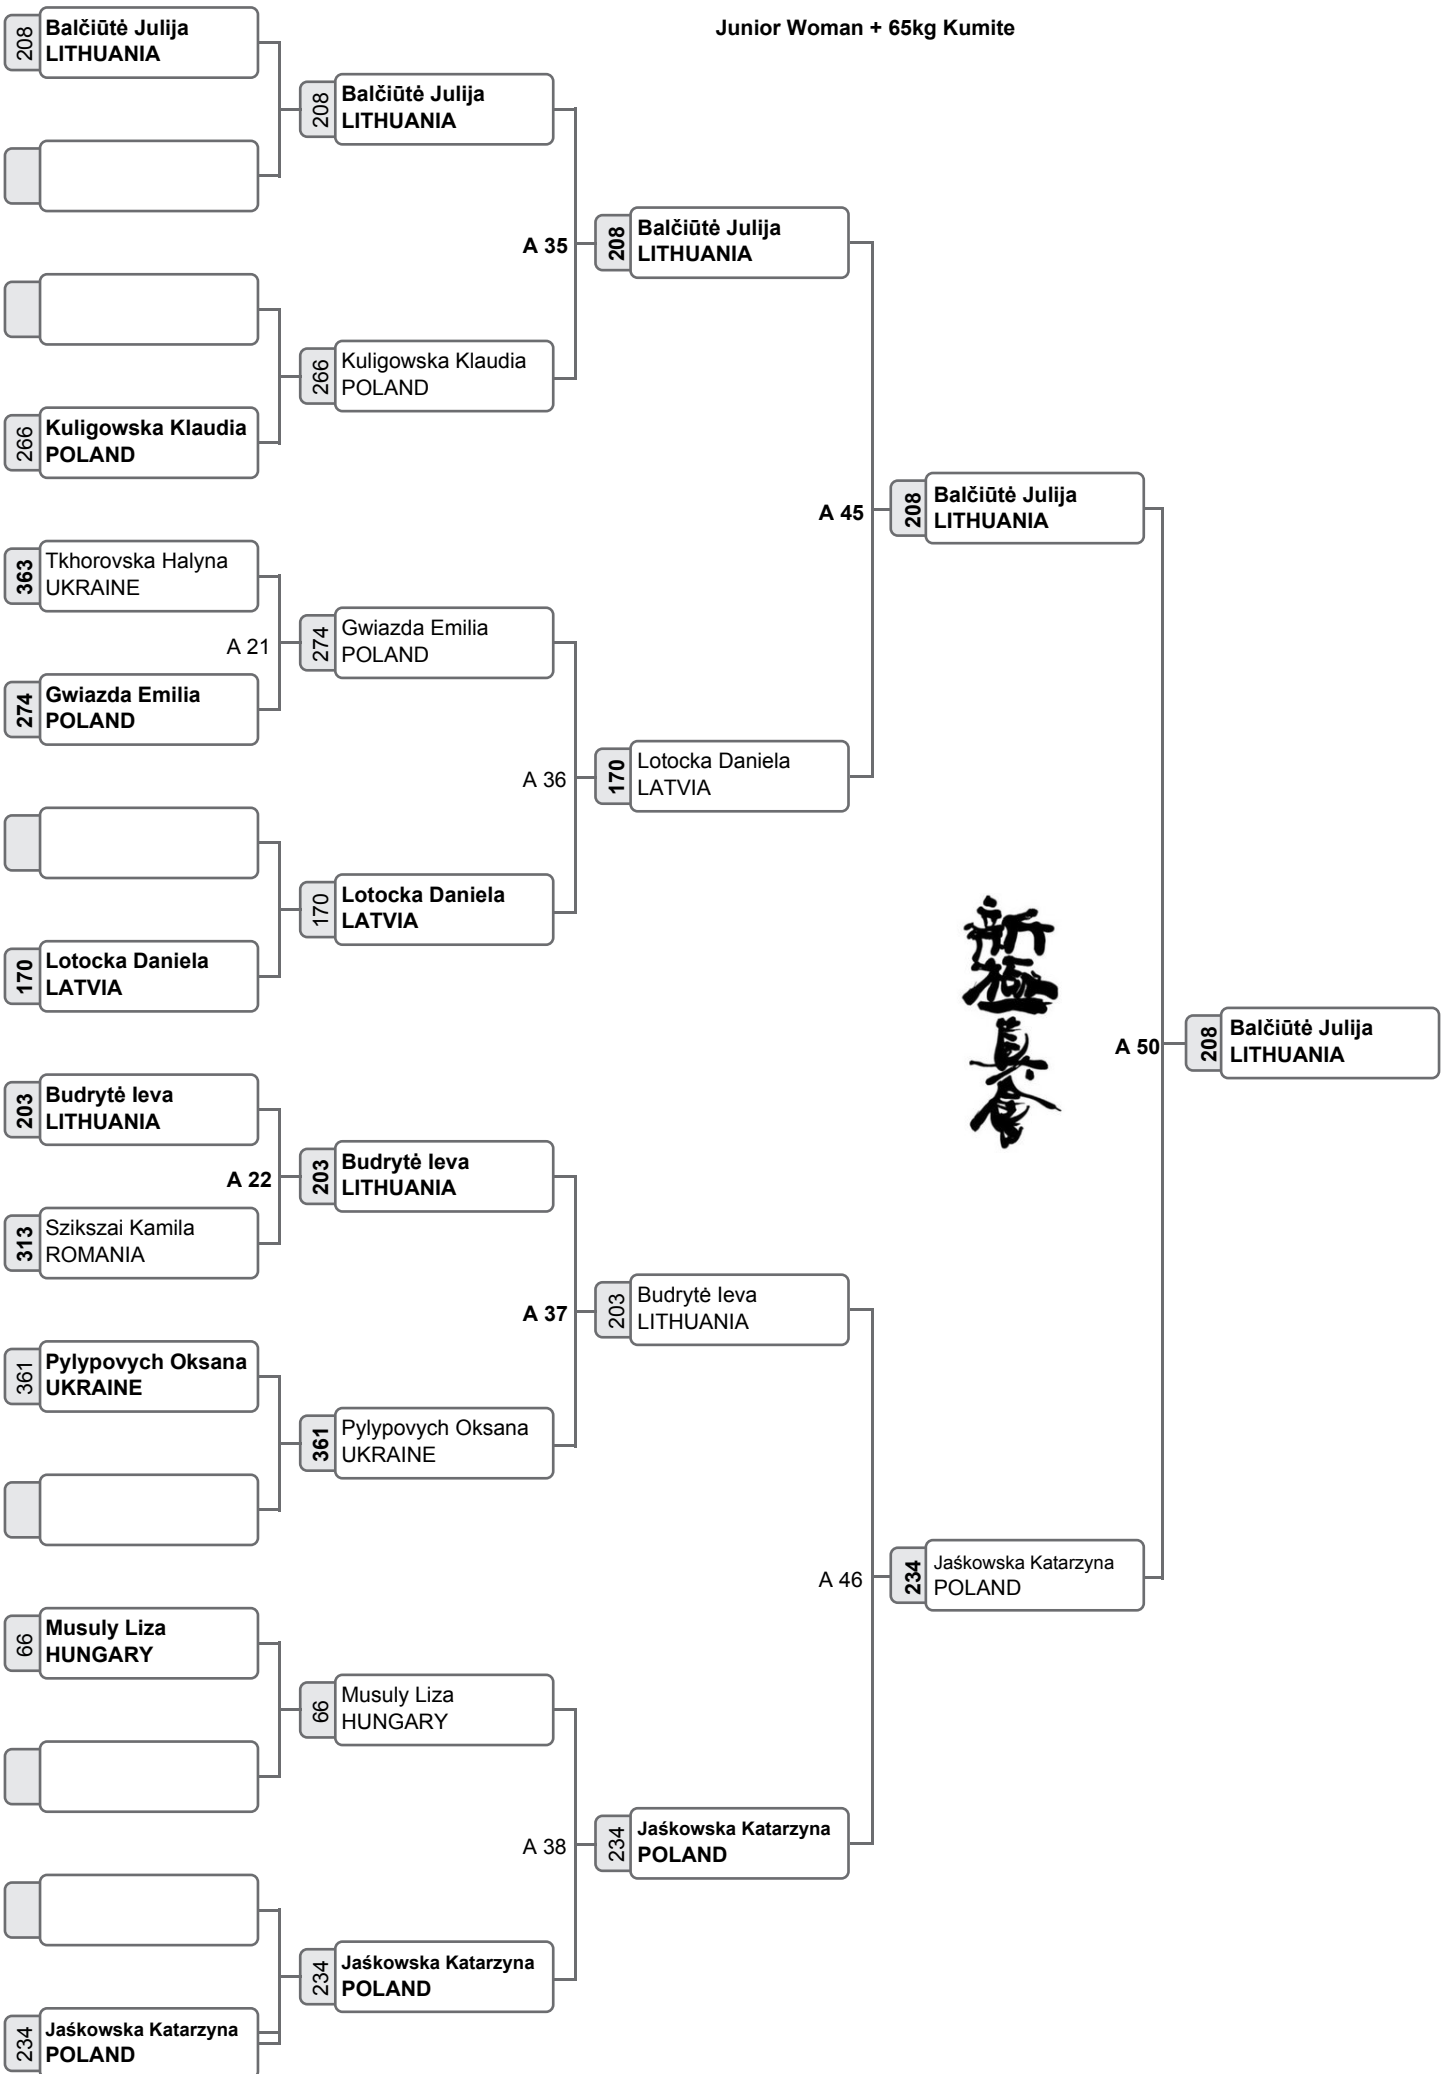 Junior Woman + 65kg Kumite
208
Balčiūtė Julija
LITHUANIA
266
Kuligowska Klaudia
POLAND
363
Tkhorovska Halyna
UKRAINE
A 21
274
Gwiazda Emilia
POLAND
170
Lotocka Daniela
LATVIA
203
Budrytė Ieva
LITHUANIA
A 22
313
Szikszai Kamila
ROMANIA
361
Pylypovych Oksana
UKRAINE
66
Musuly Liza
HUNGARY
234
Jaśkowska Katarzyna
POLAND
208
Balčiūtė Julija
LITHUANIA
A 35
266
Kuligowska Klaudia
POLAND
274
Gwiazda Emilia
POLAND
A 36
170
Lotocka Daniela
LATVIA
203
Budrytė Ieva
LITHUANIA
A 37
361
Pylypovych Oksana
UKRAINE
66
Musuly Liza
HUNGARY
A 38
234
Jaśkowska Katarzyna
POLAND
208
Balčiūtė Julija
LITHUANIA
A 45
170
Lotocka Daniela
LATVIA
203
Budrytė Ieva
LITHUANIA
A 46
234
Jaśkowska Katarzyna
POLAND
208
Balčiūtė Julija
LITHUANIA
新極真會
A 50
234
Jaśkowska Katarzyna
POLAND
208
Balčiūtė Julija
LITHUANIA